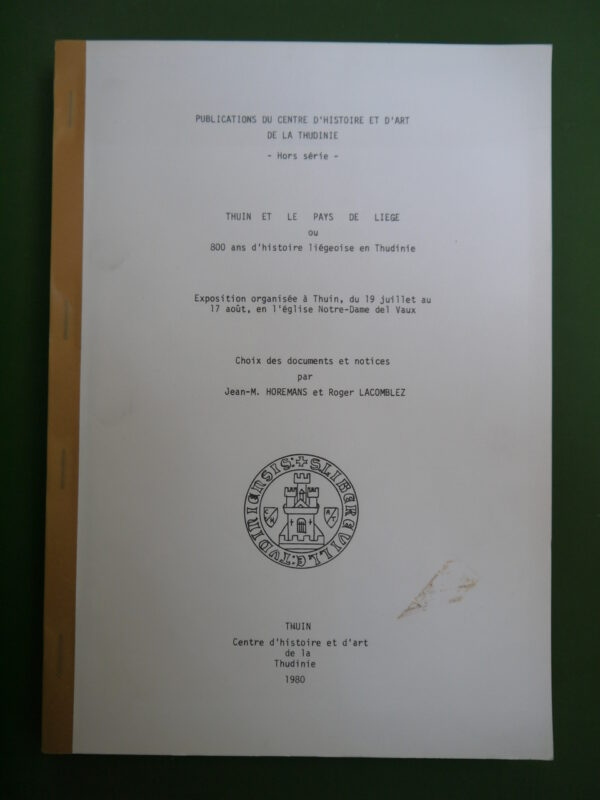 PUBLICATIONS DU CENTRE D'HISTOIRE ET D'ART
DE LA THUDINIE
- Hors série -
THUIN ET LE PAYS DE LIEGE
ou
800 ans d'histoire liégeoise en Thudinie
Exposition organisée à Thuin, du 19 juillet au
17 août, en l'église Notre-Dame del Vaux
Choix des documents et notices
par
Jean-M. HOREMANS et Roger LACOMBLEZ
THUIN
Centre d'histoire et d'art
de la
Thudinie
1980